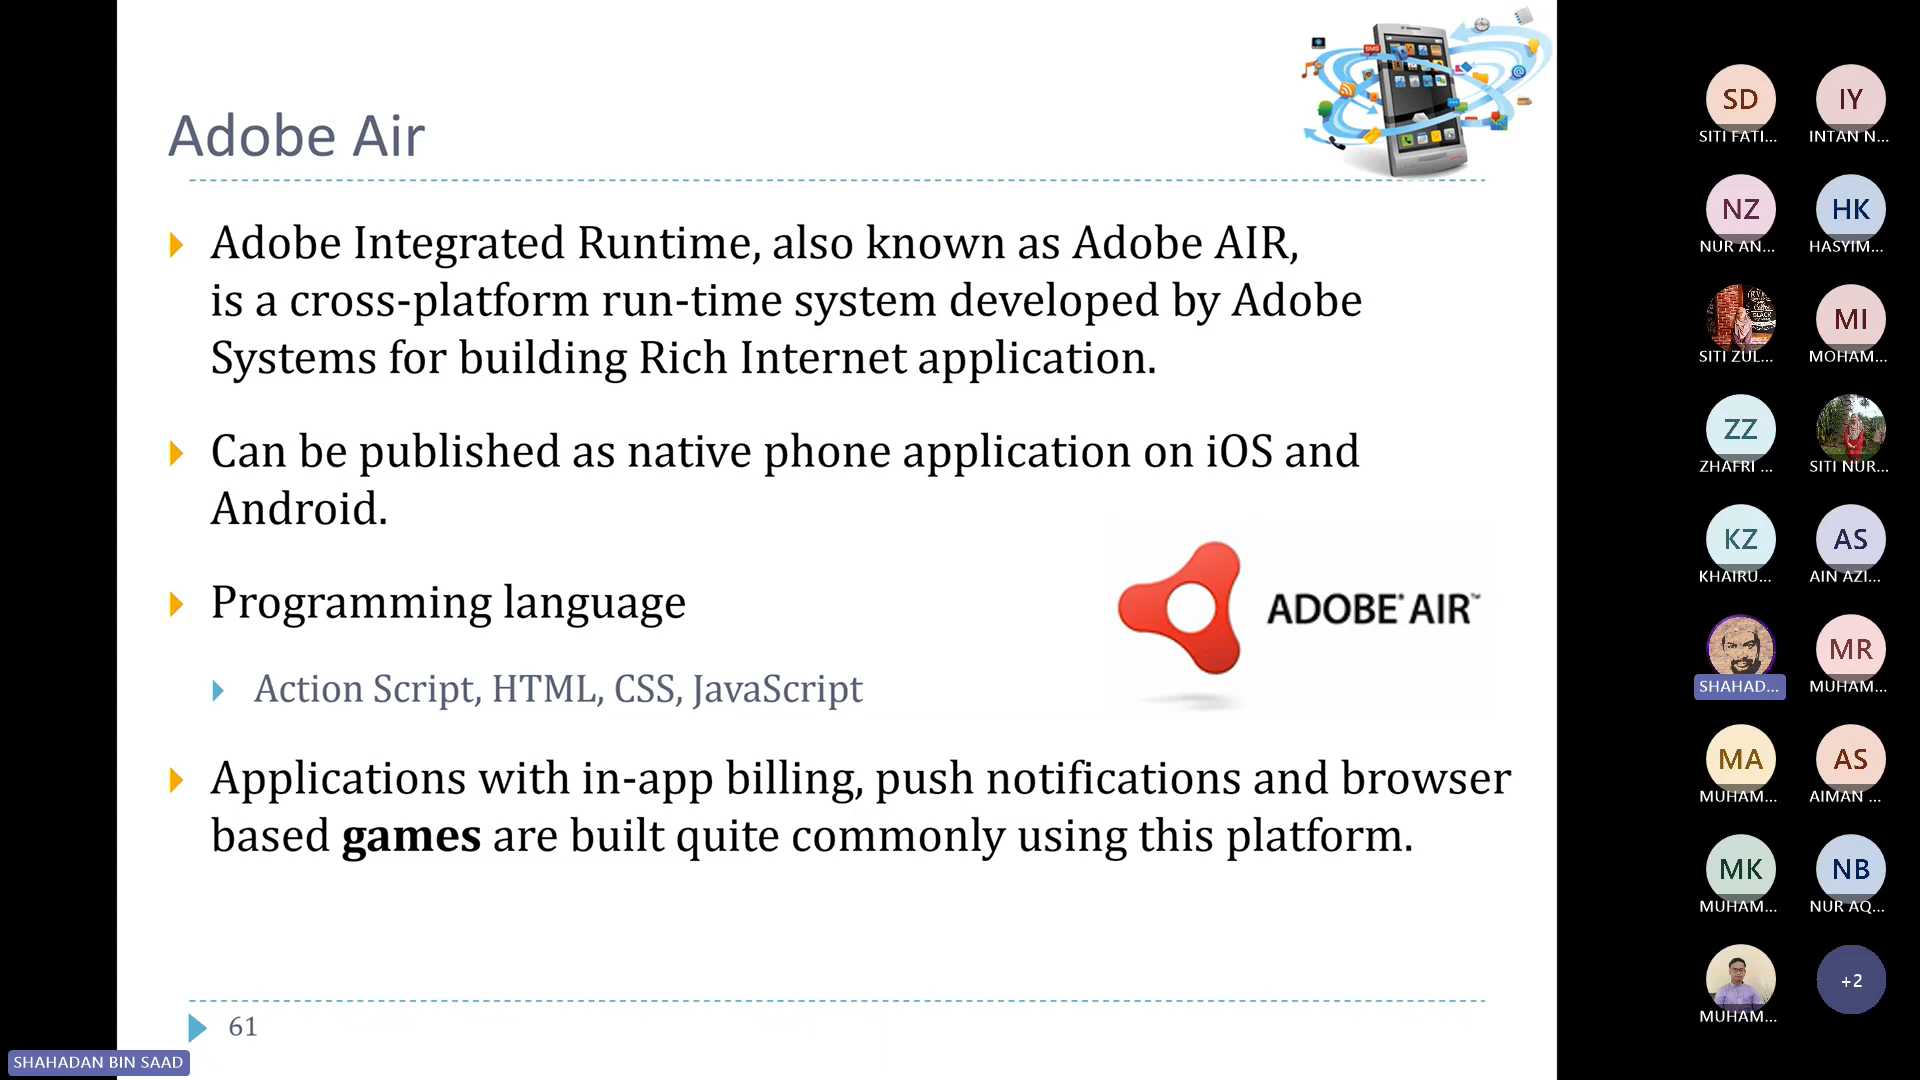 Adobe Air
Adobe Integrated Runtime, also known as Adobe AIR,
is a cross-platform run-time system developed by Adobe
Systems for building Rich Internet application.
Can be published as native phone application on iOS and
Android.
Programming language
Action Script, HTML, CSS, JavaScript
ADOBE® AIR™
Applications with in-app billing, push notifications and browser
based games are built quite commonly using this platform.
61
SHAHADAN BIN SAAD
SD
SITI FATI...
IY
INTAN N...
NZ
NUR AN...
HK
HASYIM...
SITI ZUL...
MI
MOHAM...
ZZ
ZHAFRI ...
SITI NUR...
KZ
KHAIRU...
AS
AIN AZI...
SHAHAD...
MR
MUHAM...
MA
MUHAM...
AS
AIMAN ...
MK
MUHAM...
NB
NUR AQ...
MUHAM...
+2